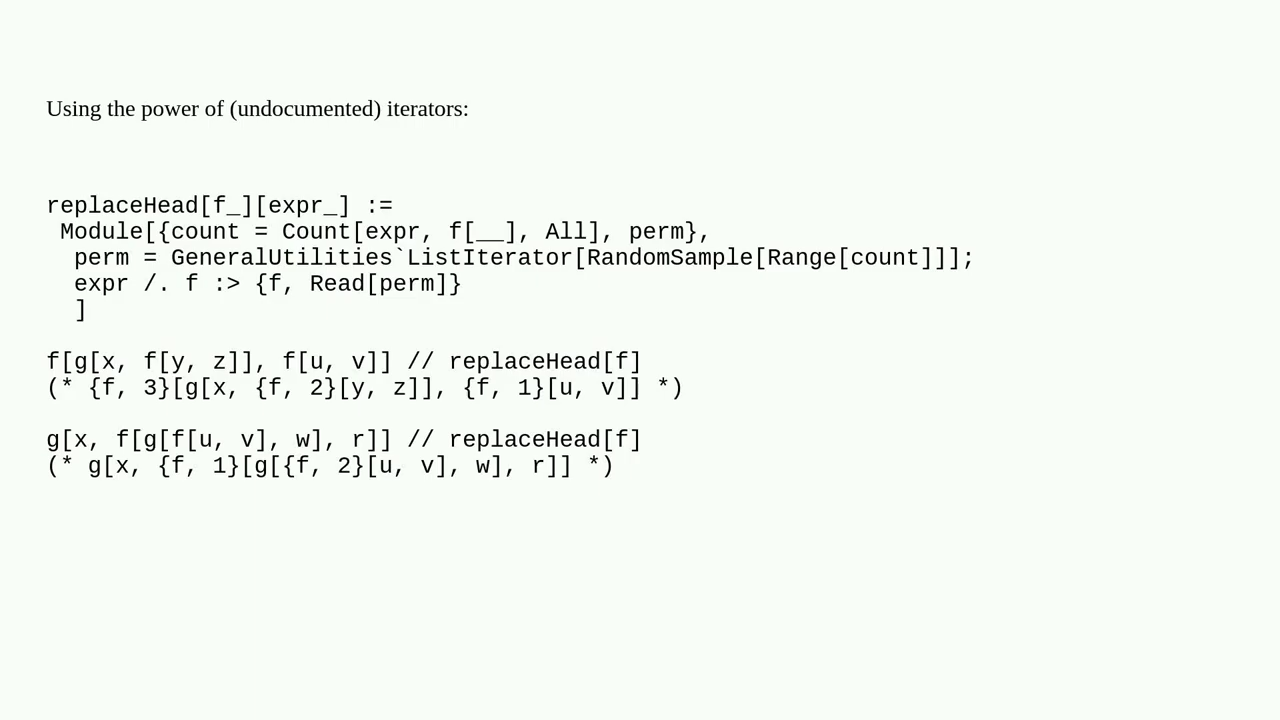 Using the power of (undocumented) iterators:
replaceHead[f_][expr_] :=
 Module[{count = Count[expr, f[__], All], perm},
  perm = GeneralUtilities`ListIterator[RandomSample[Range[count]]];
  expr /. f :> {f, Read[perm]}
  ]
f[g[x, f[y, z]], f[u, v]] // replaceHead[f]
(* {f, 3}[g[x, {f, 2}[y, z]], {f, 1}[u, v]] *)
g[x, f[g[f[u, v], w], r]] // replaceHead[f]
(* g[x, {f, 1}[g[{f, 2}[u, v], w], r]] *)